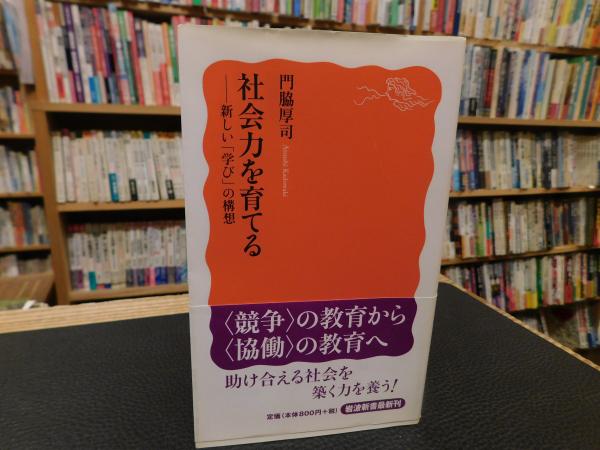 社会力を育てる
──新しい「学び」の構想
門脇厚司
Atsushi Kadowaki
〈競争〉の教育から
〈協働〉の教育へ
助け合える社会を
築く力を養う!
定価(本体800円+税)
岩波新書最新刊